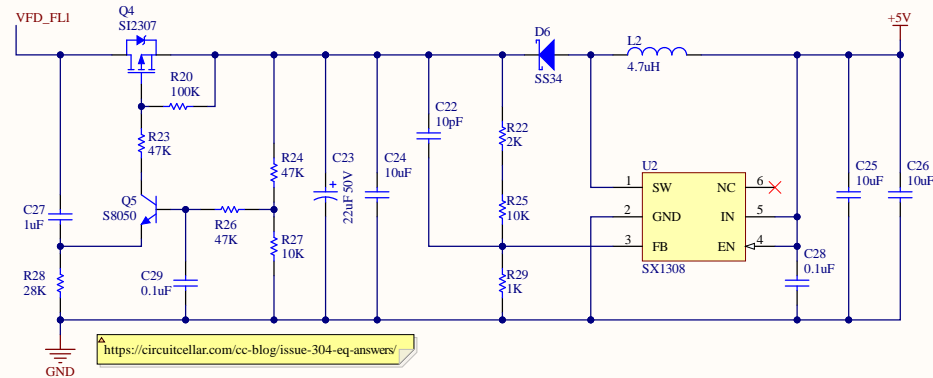 VFD_FL1
Q4
SI2307
+5V
D6
SS34
L2
4.7uH
R20
100K
C22
10pF
R23
47K
R22
2K
R24
47K
C23
22uF 50V
C24
10uF
U2
C25
10uF
C26
10uF
1 SW NC 6
2 GND IN 5
3 FB EN 4
SX1308
Q5
S8050
R25
10K
C27
1uF
R26
47K
R27
10K
C28
0.1uF
R28
28K
C29
0.1uF
R29
1K
https://circuitcellar.com/cc-blog/issue-304-eq-answers/
GND